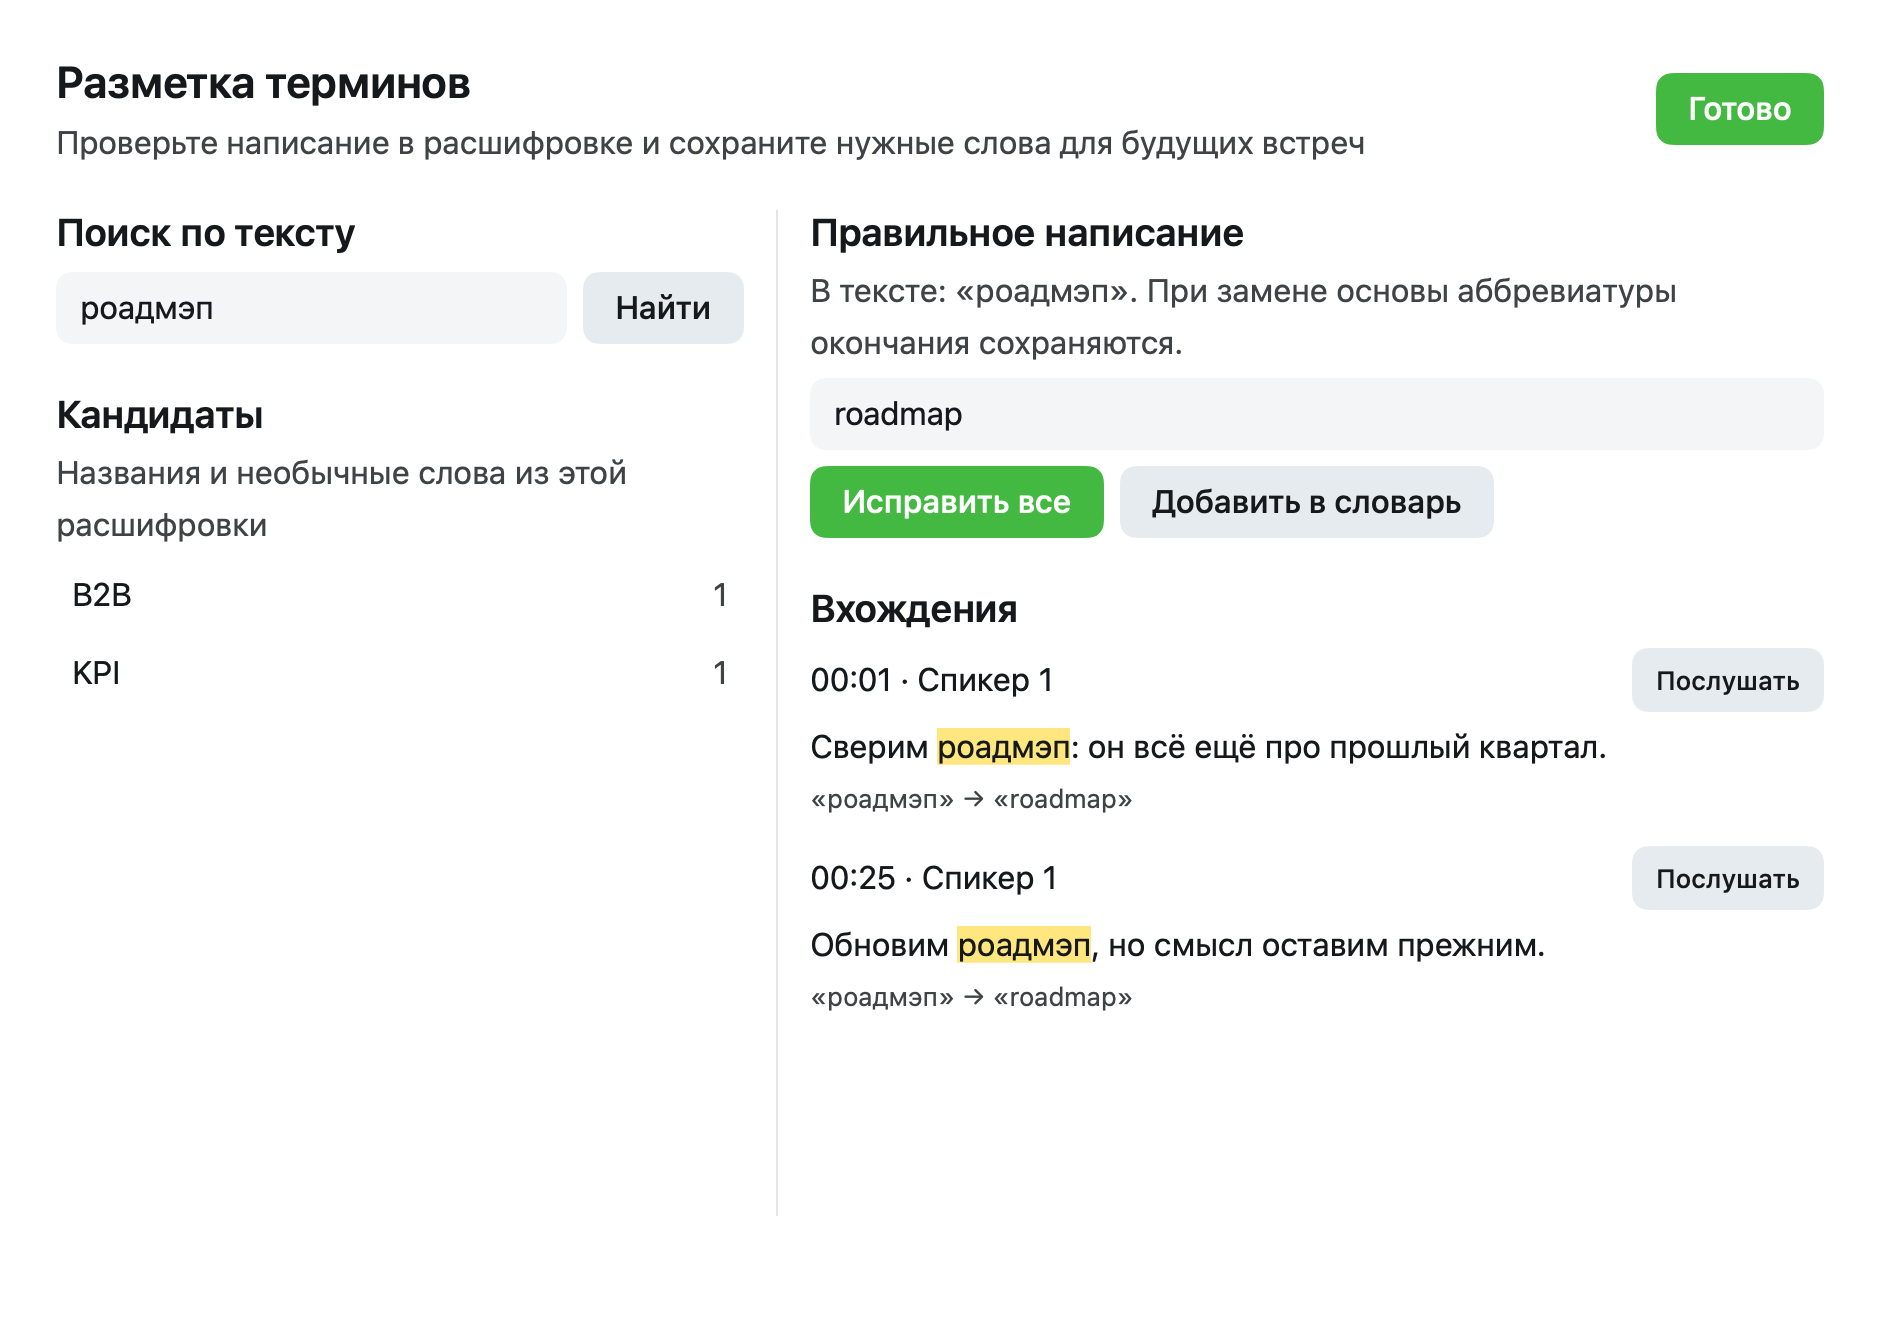 Разметка терминов
Проверьте написание в расшифровке и сохраните нужные слова для будущих встреч
Готово
Поиск по тексту
роадмэп
Найти
Кандидаты
Названия и необычные слова из этой
расшифровки
B2B 1
KPI 1
Правильное написание
В тексте: «роадмэп». При замене основы аббревиатуры
окончания сохраняются.
roadmap
Исправить все
Добавить в словарь
Вхождения
00:01 · Спикер 1
Послушать
Сверим роадмэп: он всё ещё про прошлый квартал.
«роадмэп» → «roadmap»
00:25 · Спикер 1
Послушать
Обновим роадмэп, но смысл оставим прежним.
«роадмэп» → «roadmap»